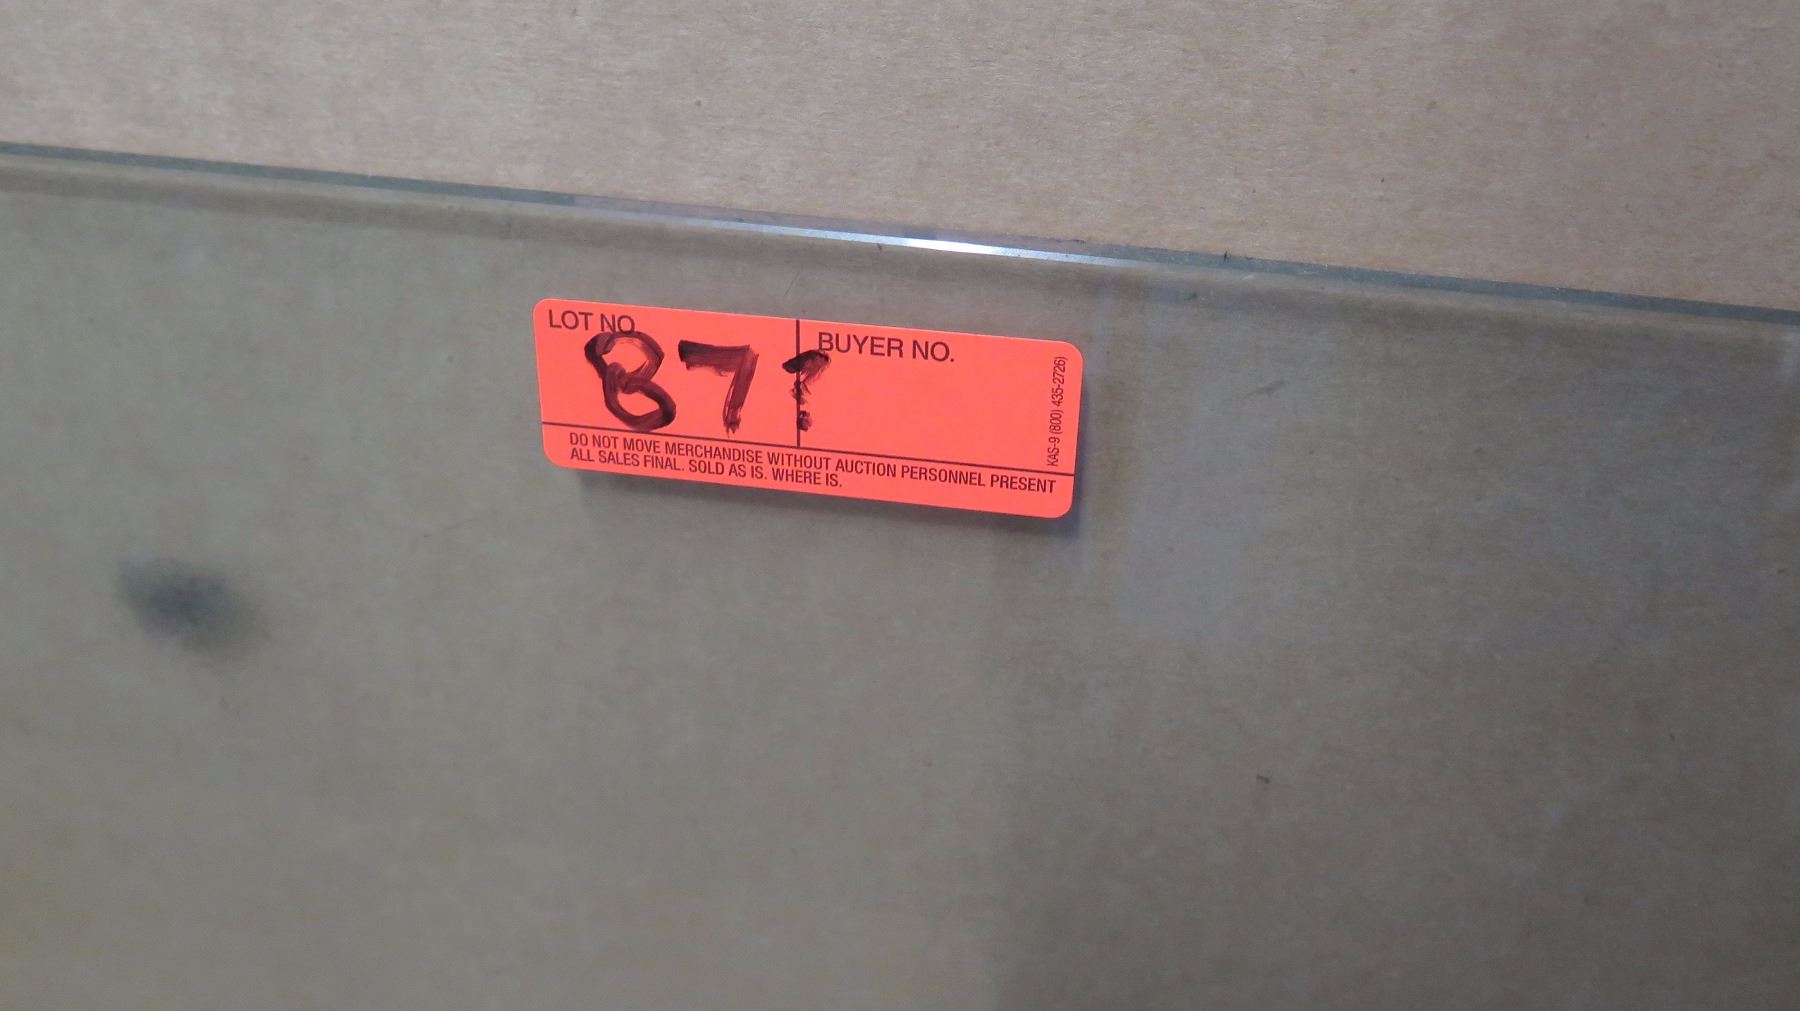 LOT NO.
87
BUYER NO.
KAS-9 (800) 435-2726)
DO NOT MOVE MERCHANDISE WITHOUT AUCTION PERSONNEL PRESENT
ALL SALES FINAL. SOLD AS IS. WHERE IS.